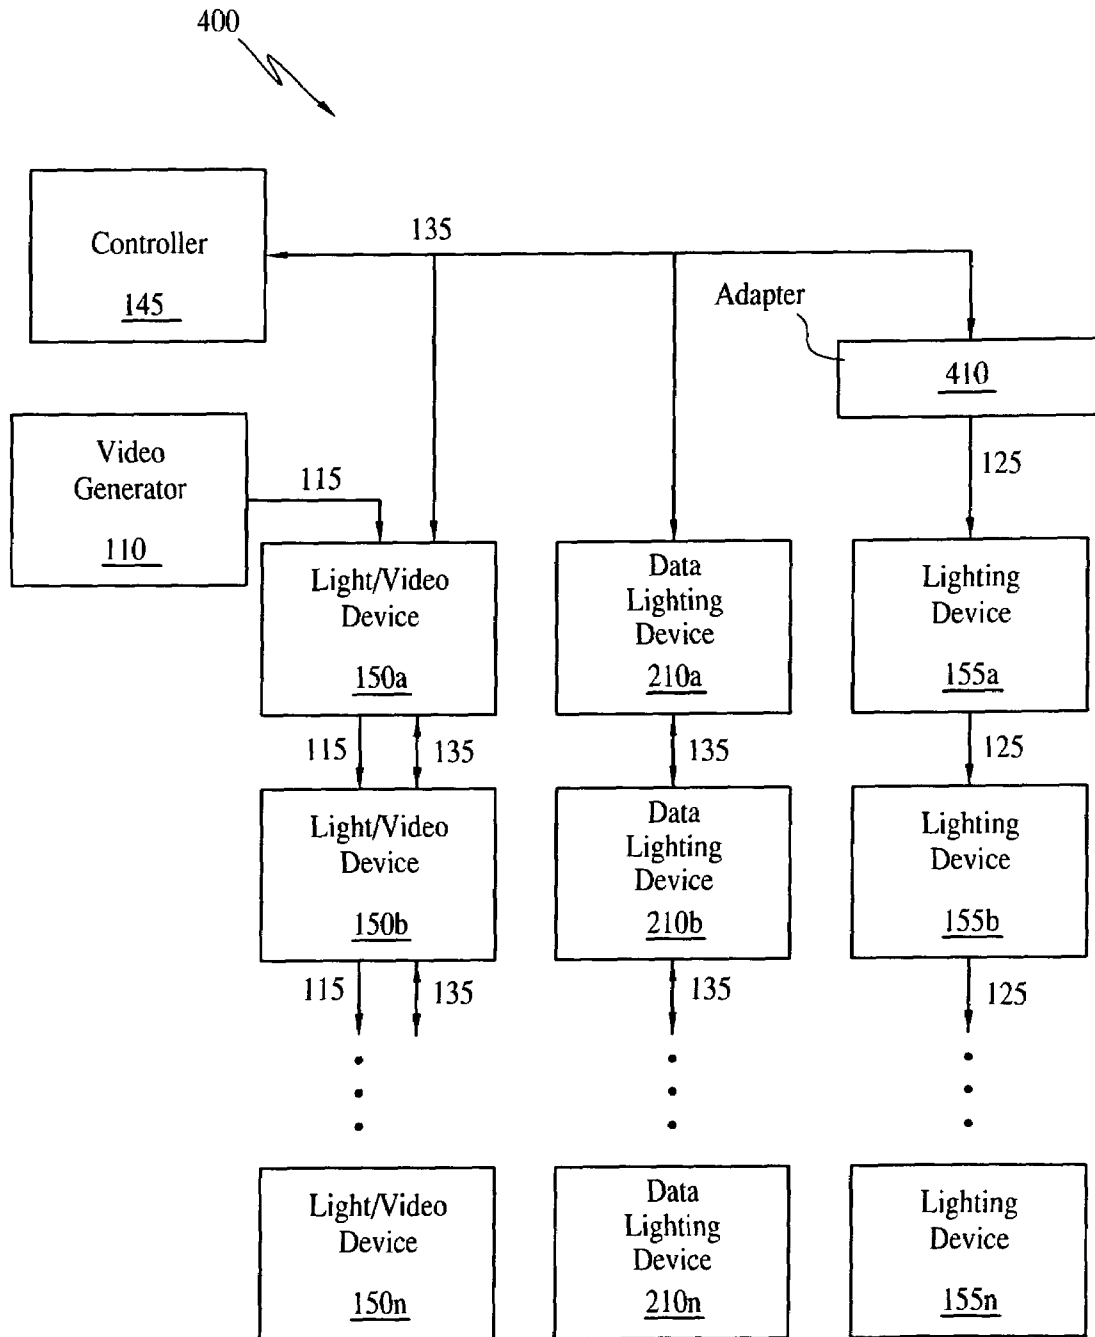 400
Controller
145
135
Adapter
410
Video
Generator
110
115
125
Light/Video
Device
150a
Data
Lighting
Device
210a
Lighting
Device
155a
115
135
135
125
Light/Video
Device
150b
Data
Lighting
Device
210b
Lighting
Device
155b
115
135
135
125
Light/Video
Device
150n
Data
Lighting
Device
210n
Lighting
Device
155n